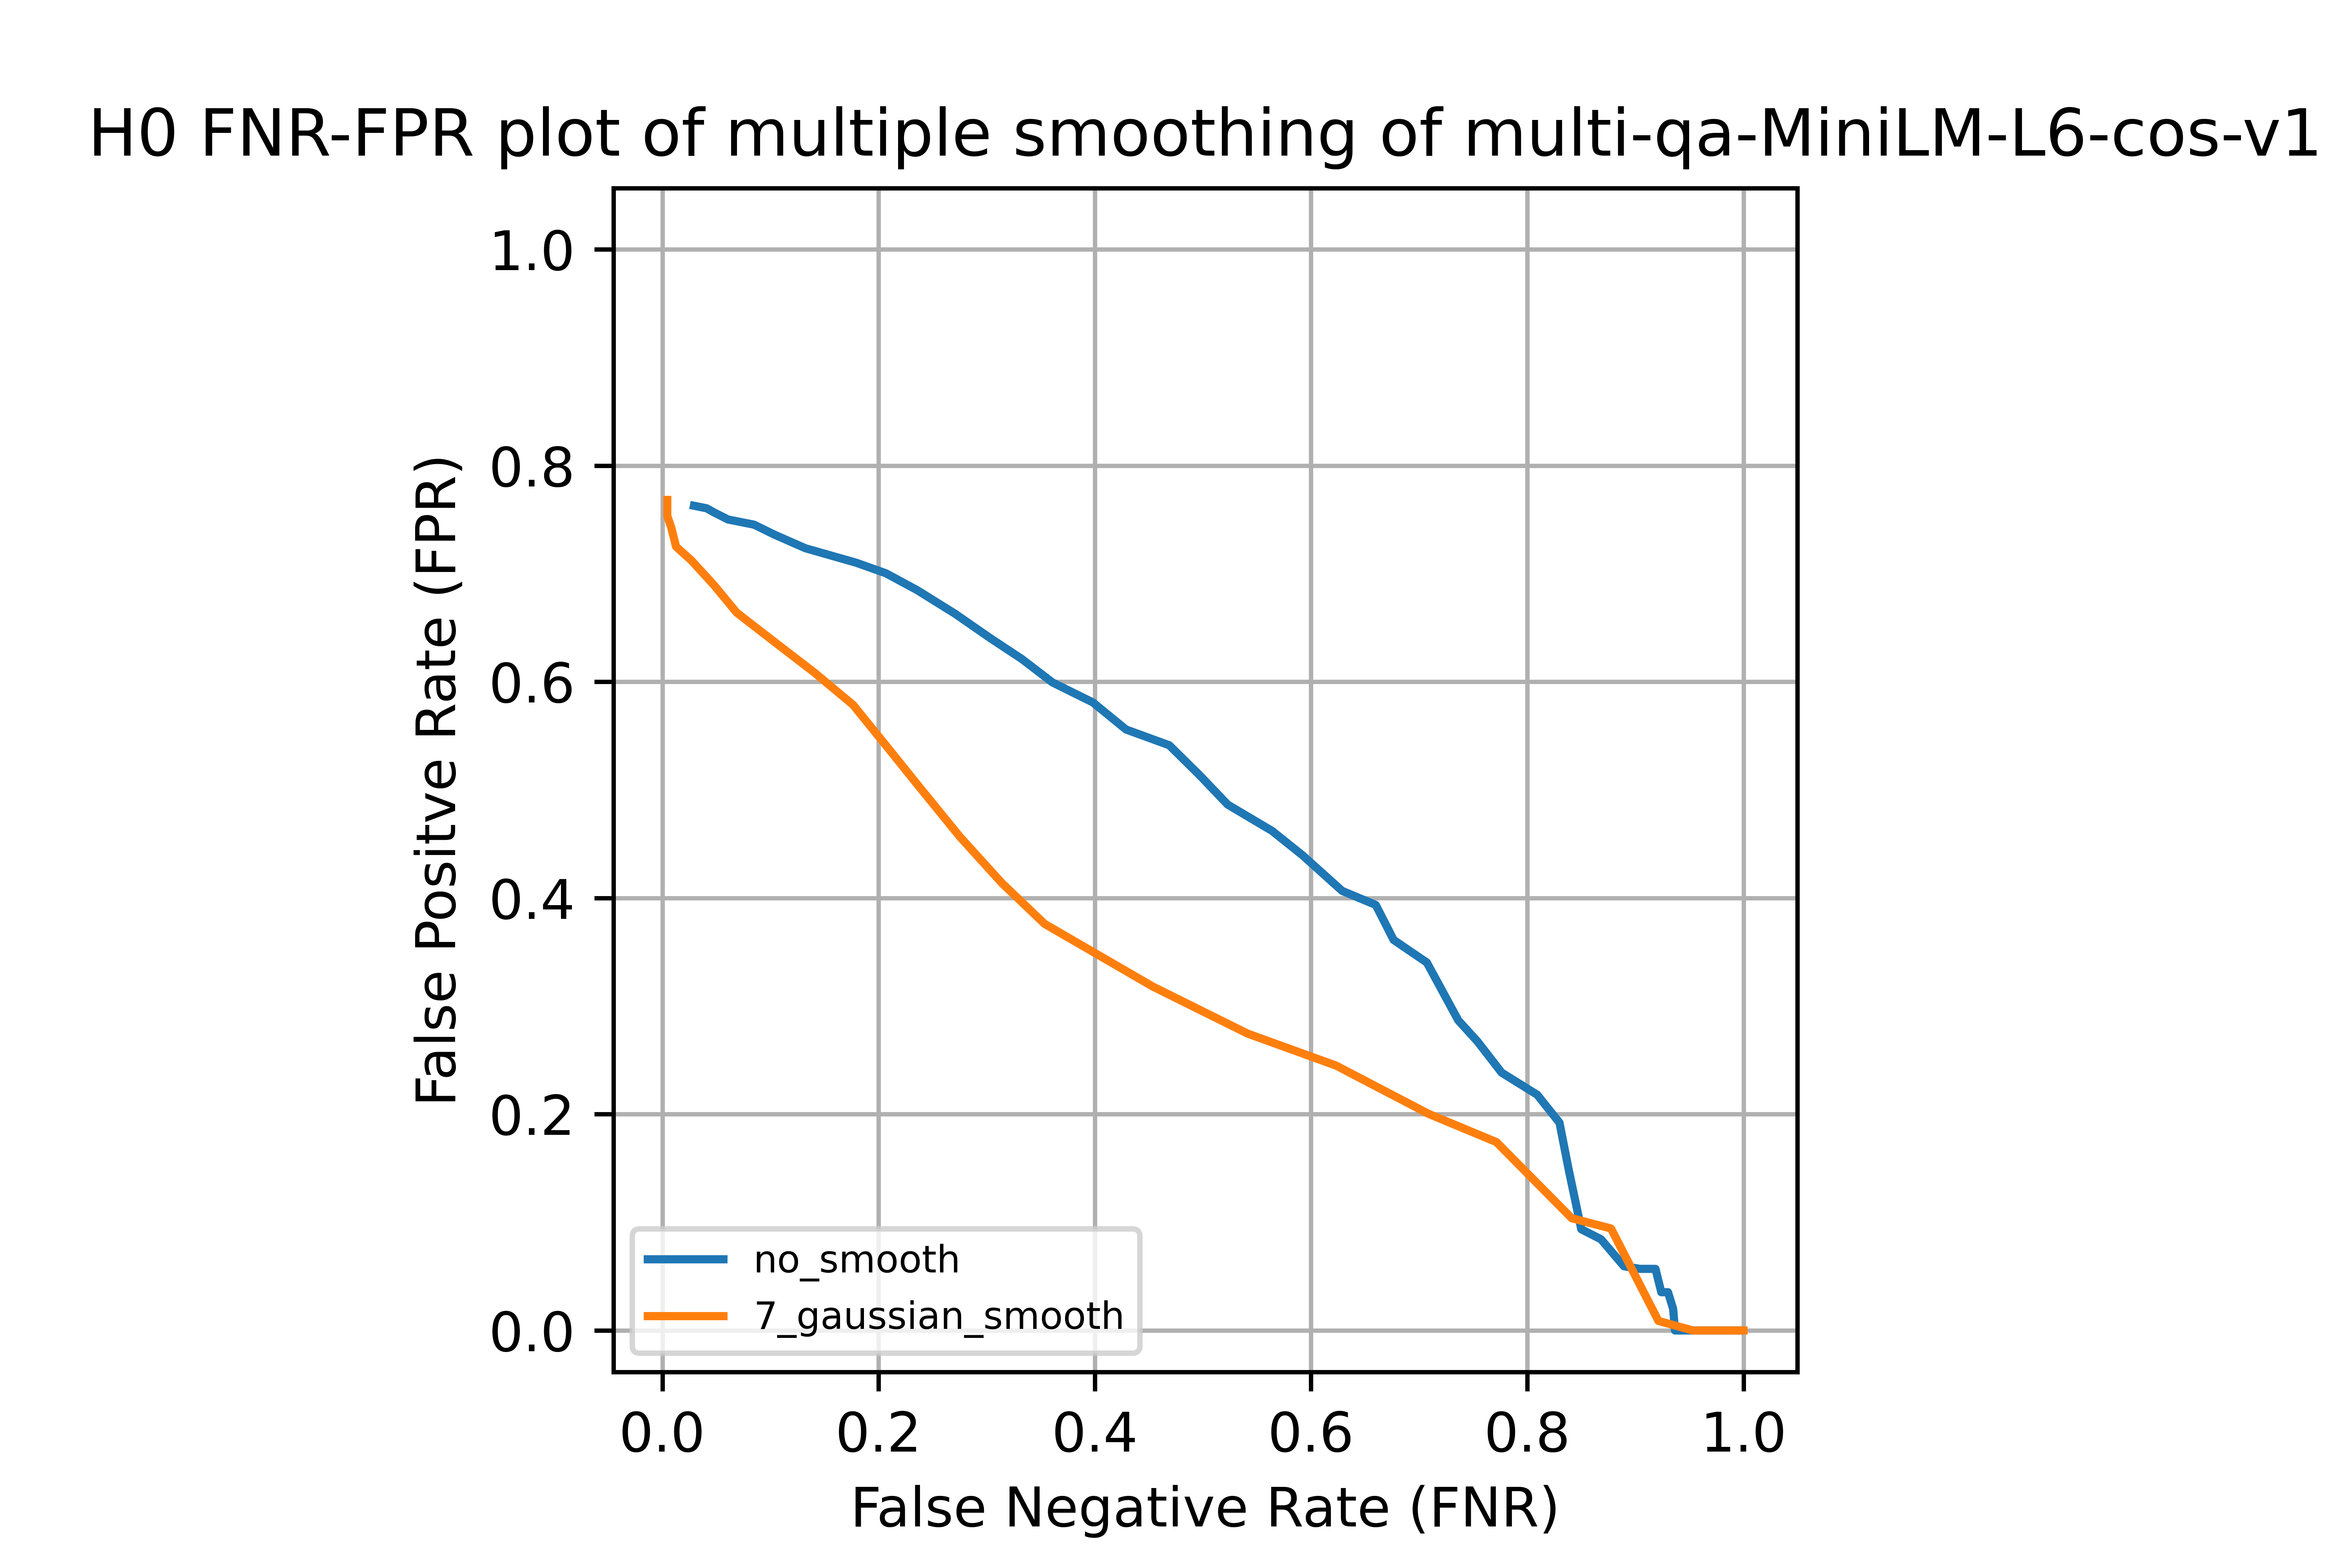 H0 FNR-FPR plot of multiple smoothing of multi-qa-MiniLM-L6-cos-v1
False Positve Rate (FPR)
1.0
0.8
0.6
0.4
0.2
0.0
no_smooth
7_gaussian_smooth
0.0 0.2 0.4 0.6 0.8 1.0
False Negative Rate (FNR)